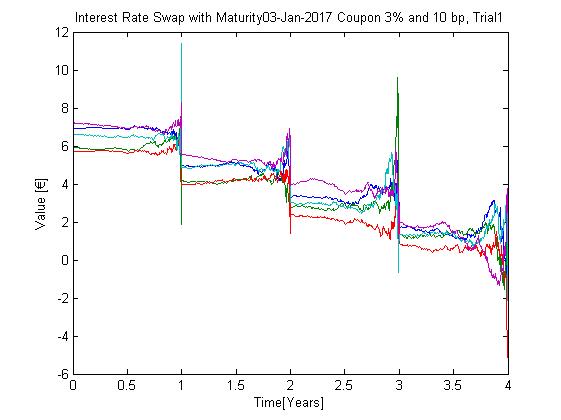 Interest Rate Swap with Maturity03-Jan-2017 Coupon 3% and 10 bp, Trial1
12
10
8
6
4
2
0
-2
-4
-6
Value [€]
0 0.5 1 1.5 2 2.5 3 3.5 4
Time[Years]